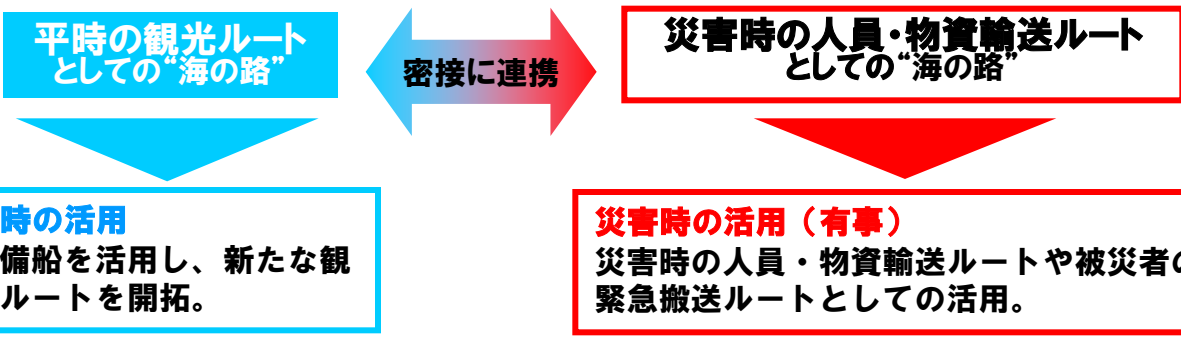 平時の観光ルート
としての“海の路”
密接に連携
災害時の人員・物資輸送ルート
としての“海の路”
時の活用
備船を活用し、新たな観
ルートを開拓。
災害時の活用（有事）
災害時の人員・物資輸送ルートや被災者の
緊急搬送ルートとしての活用。